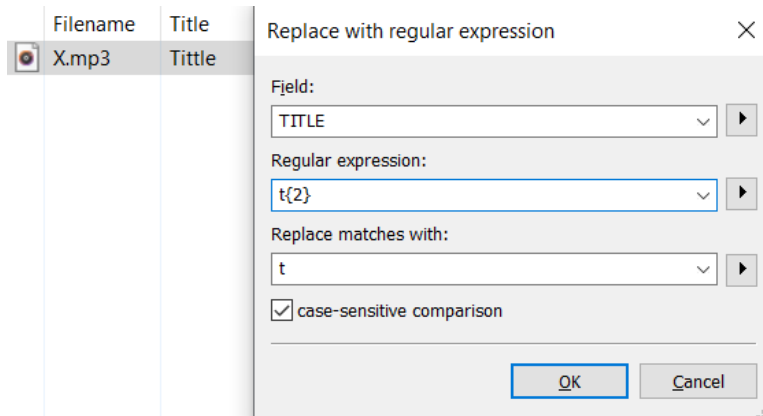 Filename Title
X.mp3 Tittle
Replace with regular expression
Field:
TITLE
Regular expression:
t{2}
Replace matches with:
t
case-sensitive comparison
OK Cancel